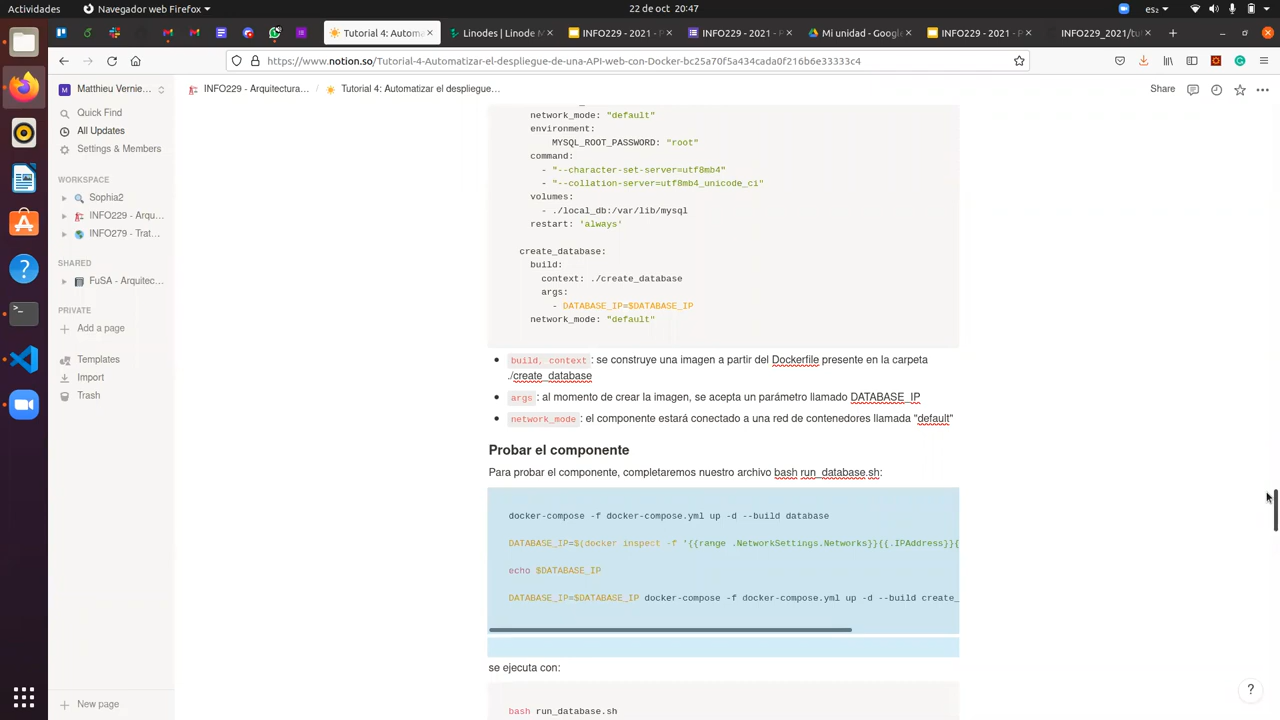 Actividades
Navegador web Firefox
22 de oct 20:47
es₂
Tutorial 4: Autom
Linodes | Linode M
INFO229 - 2021 - P
INFO229 - 2021 - P
Mi unidad - Google
INFO229 - 2021 - P
INFO229_2021/tu
https://www.notion.so/Tutorial-4-Automatizar-el-despliegue-de-una-API-web-con-Docker-bc25a70f5a434cada0f216b6e33333c4
Matthieu Vernie...
INFO229 - Arquitectura...
/
Tutorial 4: Automatizar el despliegue...
Share
Quick Find
All Updates
Settings & Members
WORKSPACE
Sophia2
INFO229 - Arqu...
INFO279 - Trat...
SHARED
FuSA - Arquitec...
PRIVATE
Add a page
Templates
Import
Trash
New page
network_mode: "default"
environment:
MYSQL_ROOT_PASSWORD: "root"
command:
- "--character-set-server=utf8mb4"
- "--collation-server=utf8mb4_unicode_ci"
volumes:
- ./local_db:/var/lib/mysql
restart: 'always'
create_database:
build:
context: ./create_database
args:
- DATABASE_IP=$DATABASE_IP
network_mode: "default"
build, context : se construye una imagen a partir del Dockerfile presente en la carpeta
./create_database
args : al momento de crear la imagen, se acepta un parámetro llamado DATABASE_IP
network_mode : el componente estará conectado a una red de contenedores llamada "default"
Probar el componente
Para probar el componente, completaremos nuestro archivo bash run_database.sh:
docker-compose -f docker-compose.yml up -d --build database
DATABASE_IP=$(docker inspect -f '{{range .NetworkSettings.Networks}}{{.IPAddress}}{
echo $DATABASE_IP
DATABASE_IP=$DATABASE_IP docker-compose -f docker-compose.yml up -d --build create_
se ejecuta con:
bash run_database.sh
?